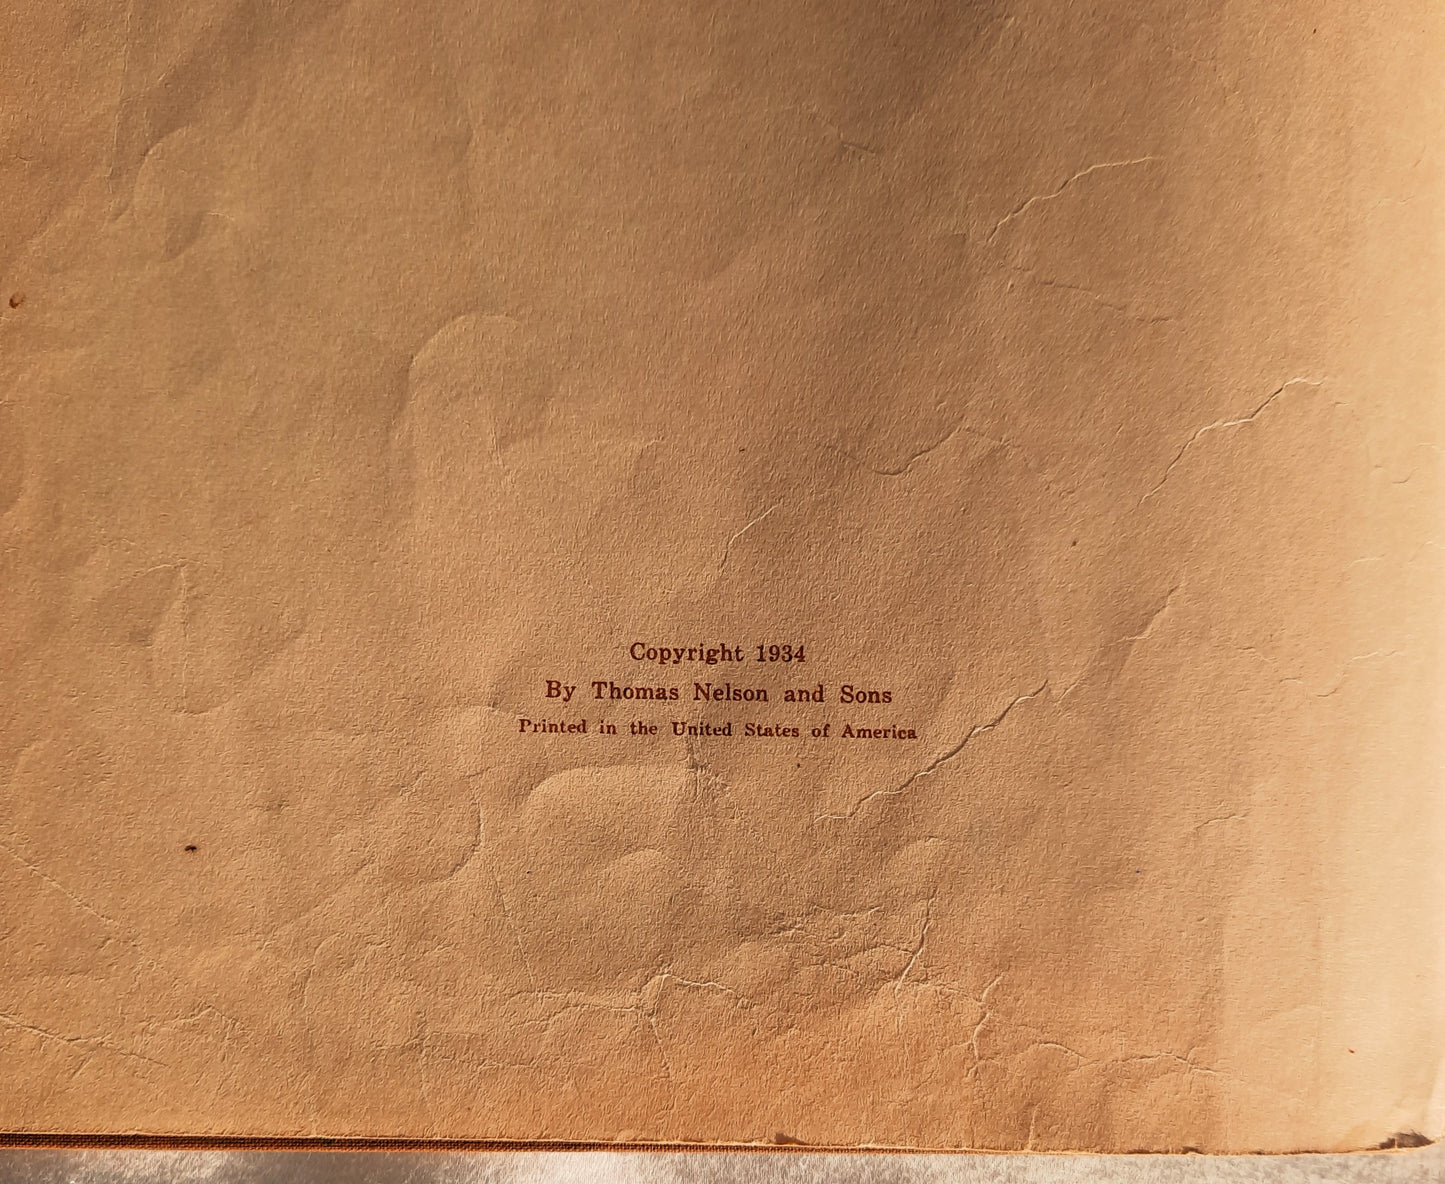 Copyright 1934
By Thomas Nelson and Sons
Printed in the United States of America